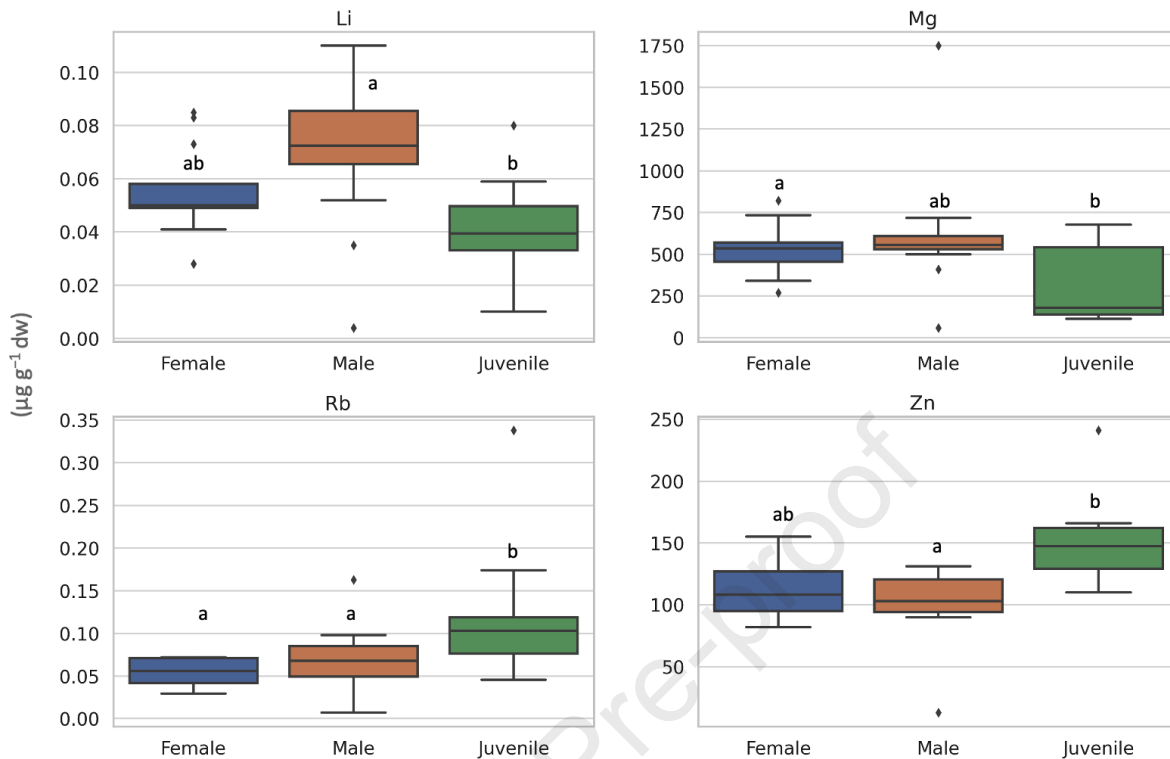 Li
0.10
0.08
0.06
0.04
0.02
0.00
ab
a
b
Female Male Juvenile
Mg
1750
1500
1250
1000
750
500
250
0
a
ab
b
Female Male Juvenile
(µg g⁻¹ dw)
Rb
0.35
0.30
0.25
0.20
0.15
0.10
0.05
0.00
a
a
b
Female Male Juvenile
Zn
250
200
150
100
50
ab
a
b
Female Male Juvenile
Pre-proof